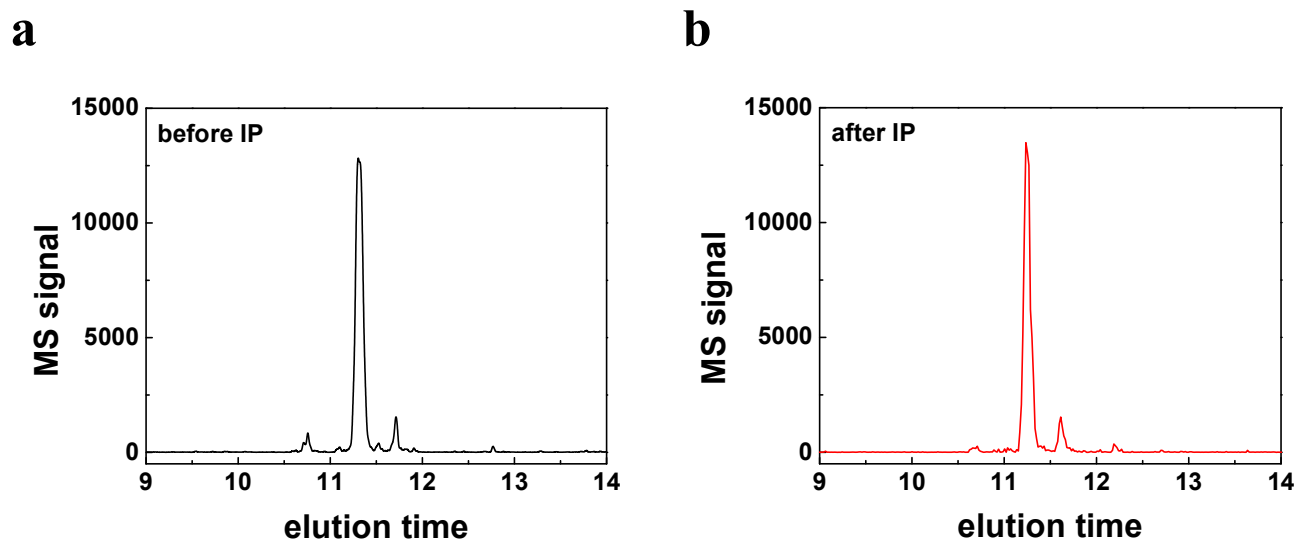 a
before IP
MS signal
15000
10000
5000
0
9 10 11 12 13 14
elution time
b
after IP
MS signal
15000
10000
5000
0
9 10 11 12 13 14
elution time